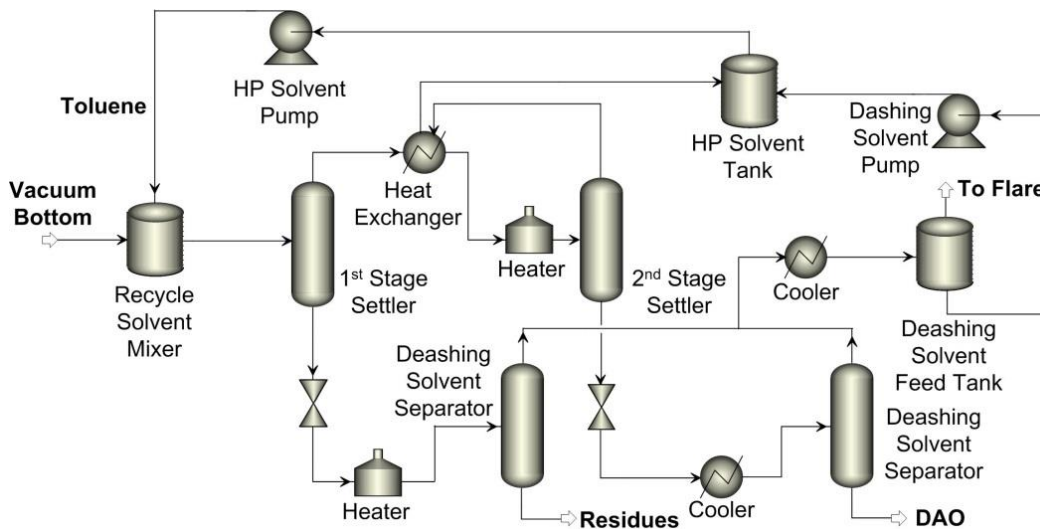 HP Solvent
Pump
Toluene
HP Solvent
Tank
Dashing
Solvent
Pump
Vacuum
Bottom
Recycle
Solvent
Mixer
1st Stage
Settler
Heat
Exchanger
Heater
2nd Stage
Settler
Cooler
To Flare
Deashing
Solvent
Feed Tank
Deashing
Solvent
Separator
Heater
Residues
Cooler
Deashing
Solvent
Separator
DAO